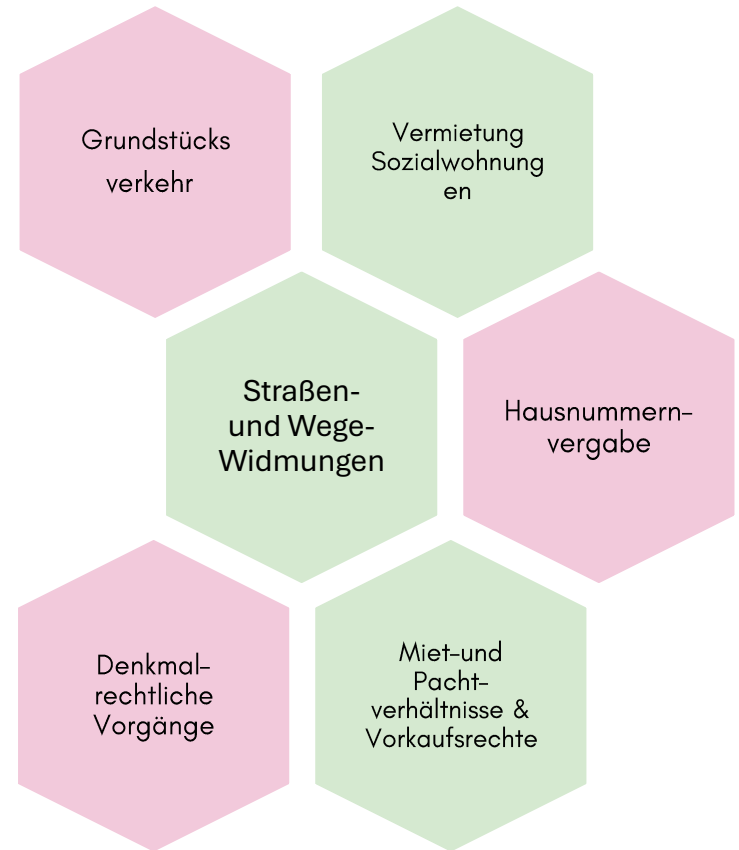 Grundstücks
verkehr
Vermietung
Sozialwohnung
en
Straßen-
und Wege-
Widmungen
Hausnummern-
vergabe
Denkmal-
rechtliche
Vorgänge
Miet-und
Pacht-
verhältnisse &
Vorkaufsrechte